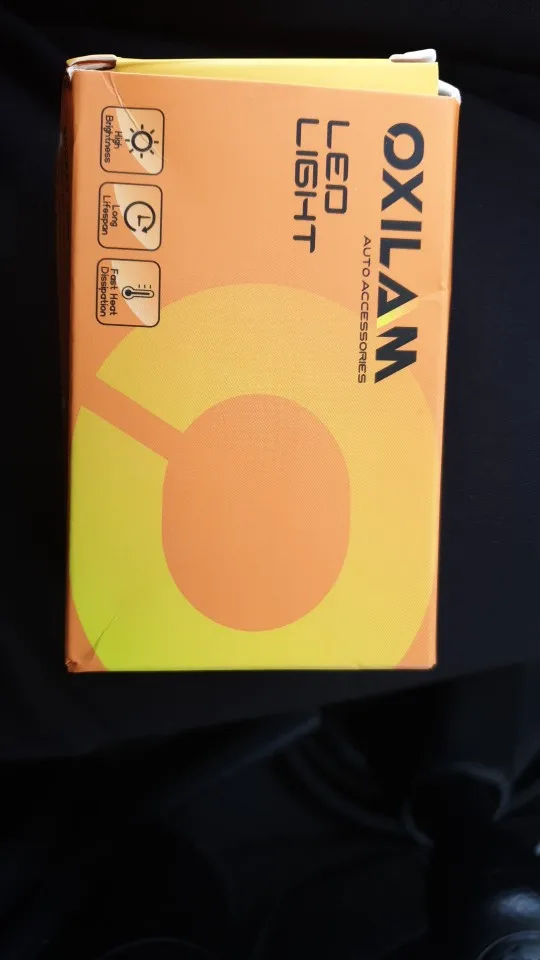 OXILAM
AUTO ACCESSORIES
LED
LIGHT
High
Brightness
Long
Lifespan
Fast Heat
Dissipation